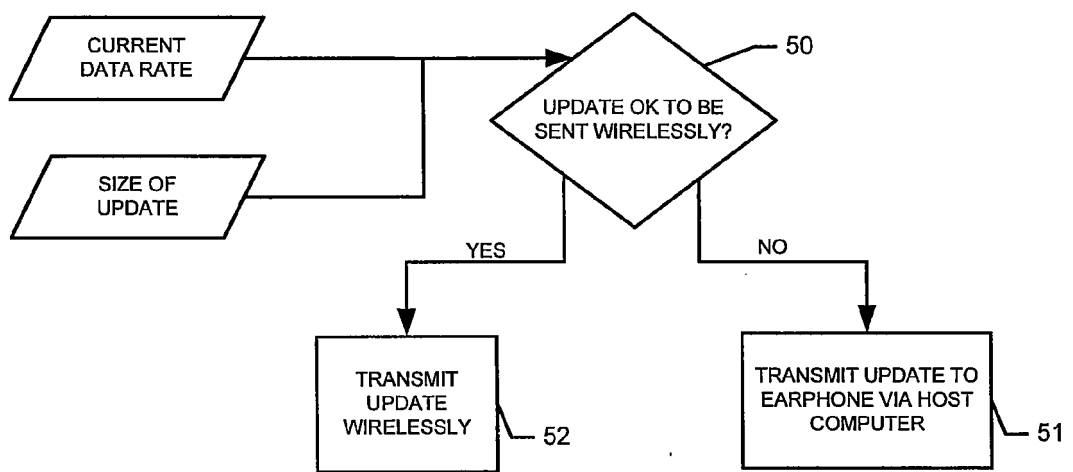 CURRENT
DATA RATE
50
UPDATE OK TO BE
SENT WIRELESSLY?
SIZE OF
UPDATE
YES
NO
TRANSMIT
UPDATE
WIRELESSLY
52
TRANSMIT UPDATE TO
EARPHONE VIA HOST
COMPUTER
51